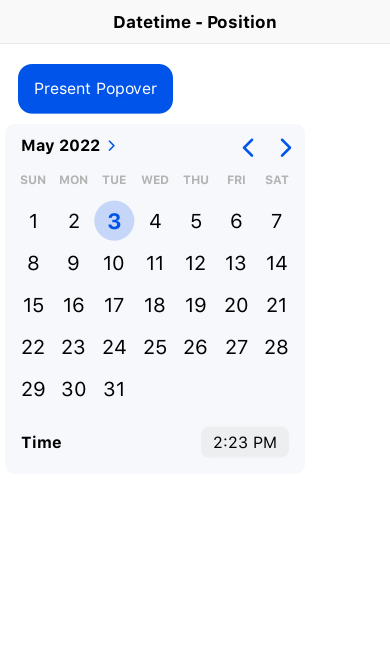 Datetime - Position
Present Popover
May 2022
SUN MON TUE WED THU FRI SAT
1 2 3 4 5 6 7
8 9 10 11 12 13 14
15 16 17 18 19 20 21
22 23 24 25 26 27 28
29 30 31
Time 2:23 PM